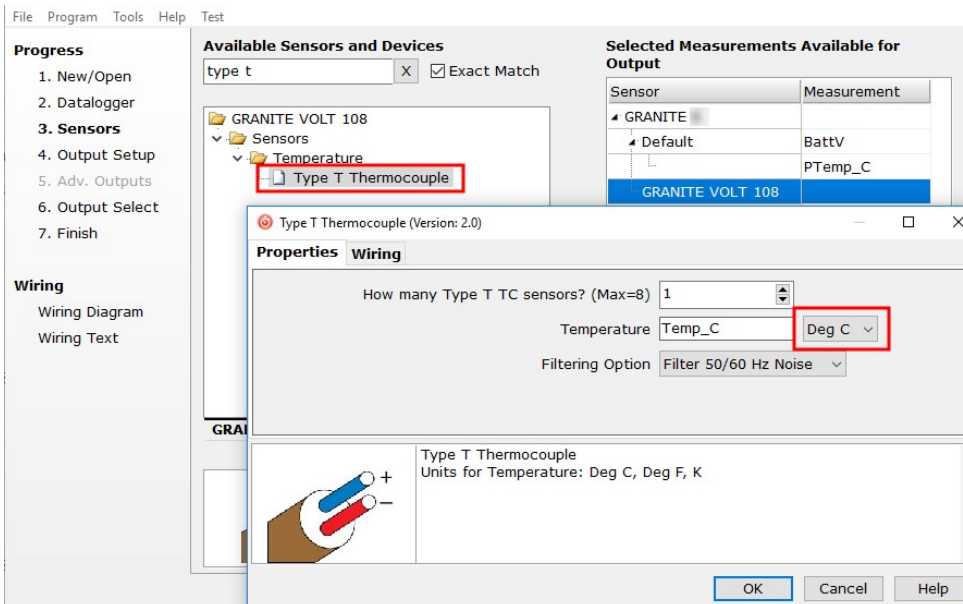 File Program Tools Help Test
Progress
1. New/Open
2. Datalogger
3. Sensors
4. Output Setup
5. Adv. Outputs
6. Output Select
7. Finish
Wiring
Wiring Diagram
Wiring Text
Available Sensors and Devices
type t X Exact Match
GRANITE VOLT 108
Sensors
Temperature
Type T Thermocouple
GRA
Selected Measurements Available for
Output
Sensor Measurement
GRANITE
Default BattV
PTemp_C
GRANITE VOLT 108
Type T Thermocouple (Version: 2.0)
Properties Wiring
How many Type T TC sensors? (Max=8) 1
Temperature Temp_C Deg C
Filtering Option Filter 50/60 Hz Noise
+
−
Type T Thermocouple
Units for Temperature: Deg C, Deg F, K
OK Cancel Help